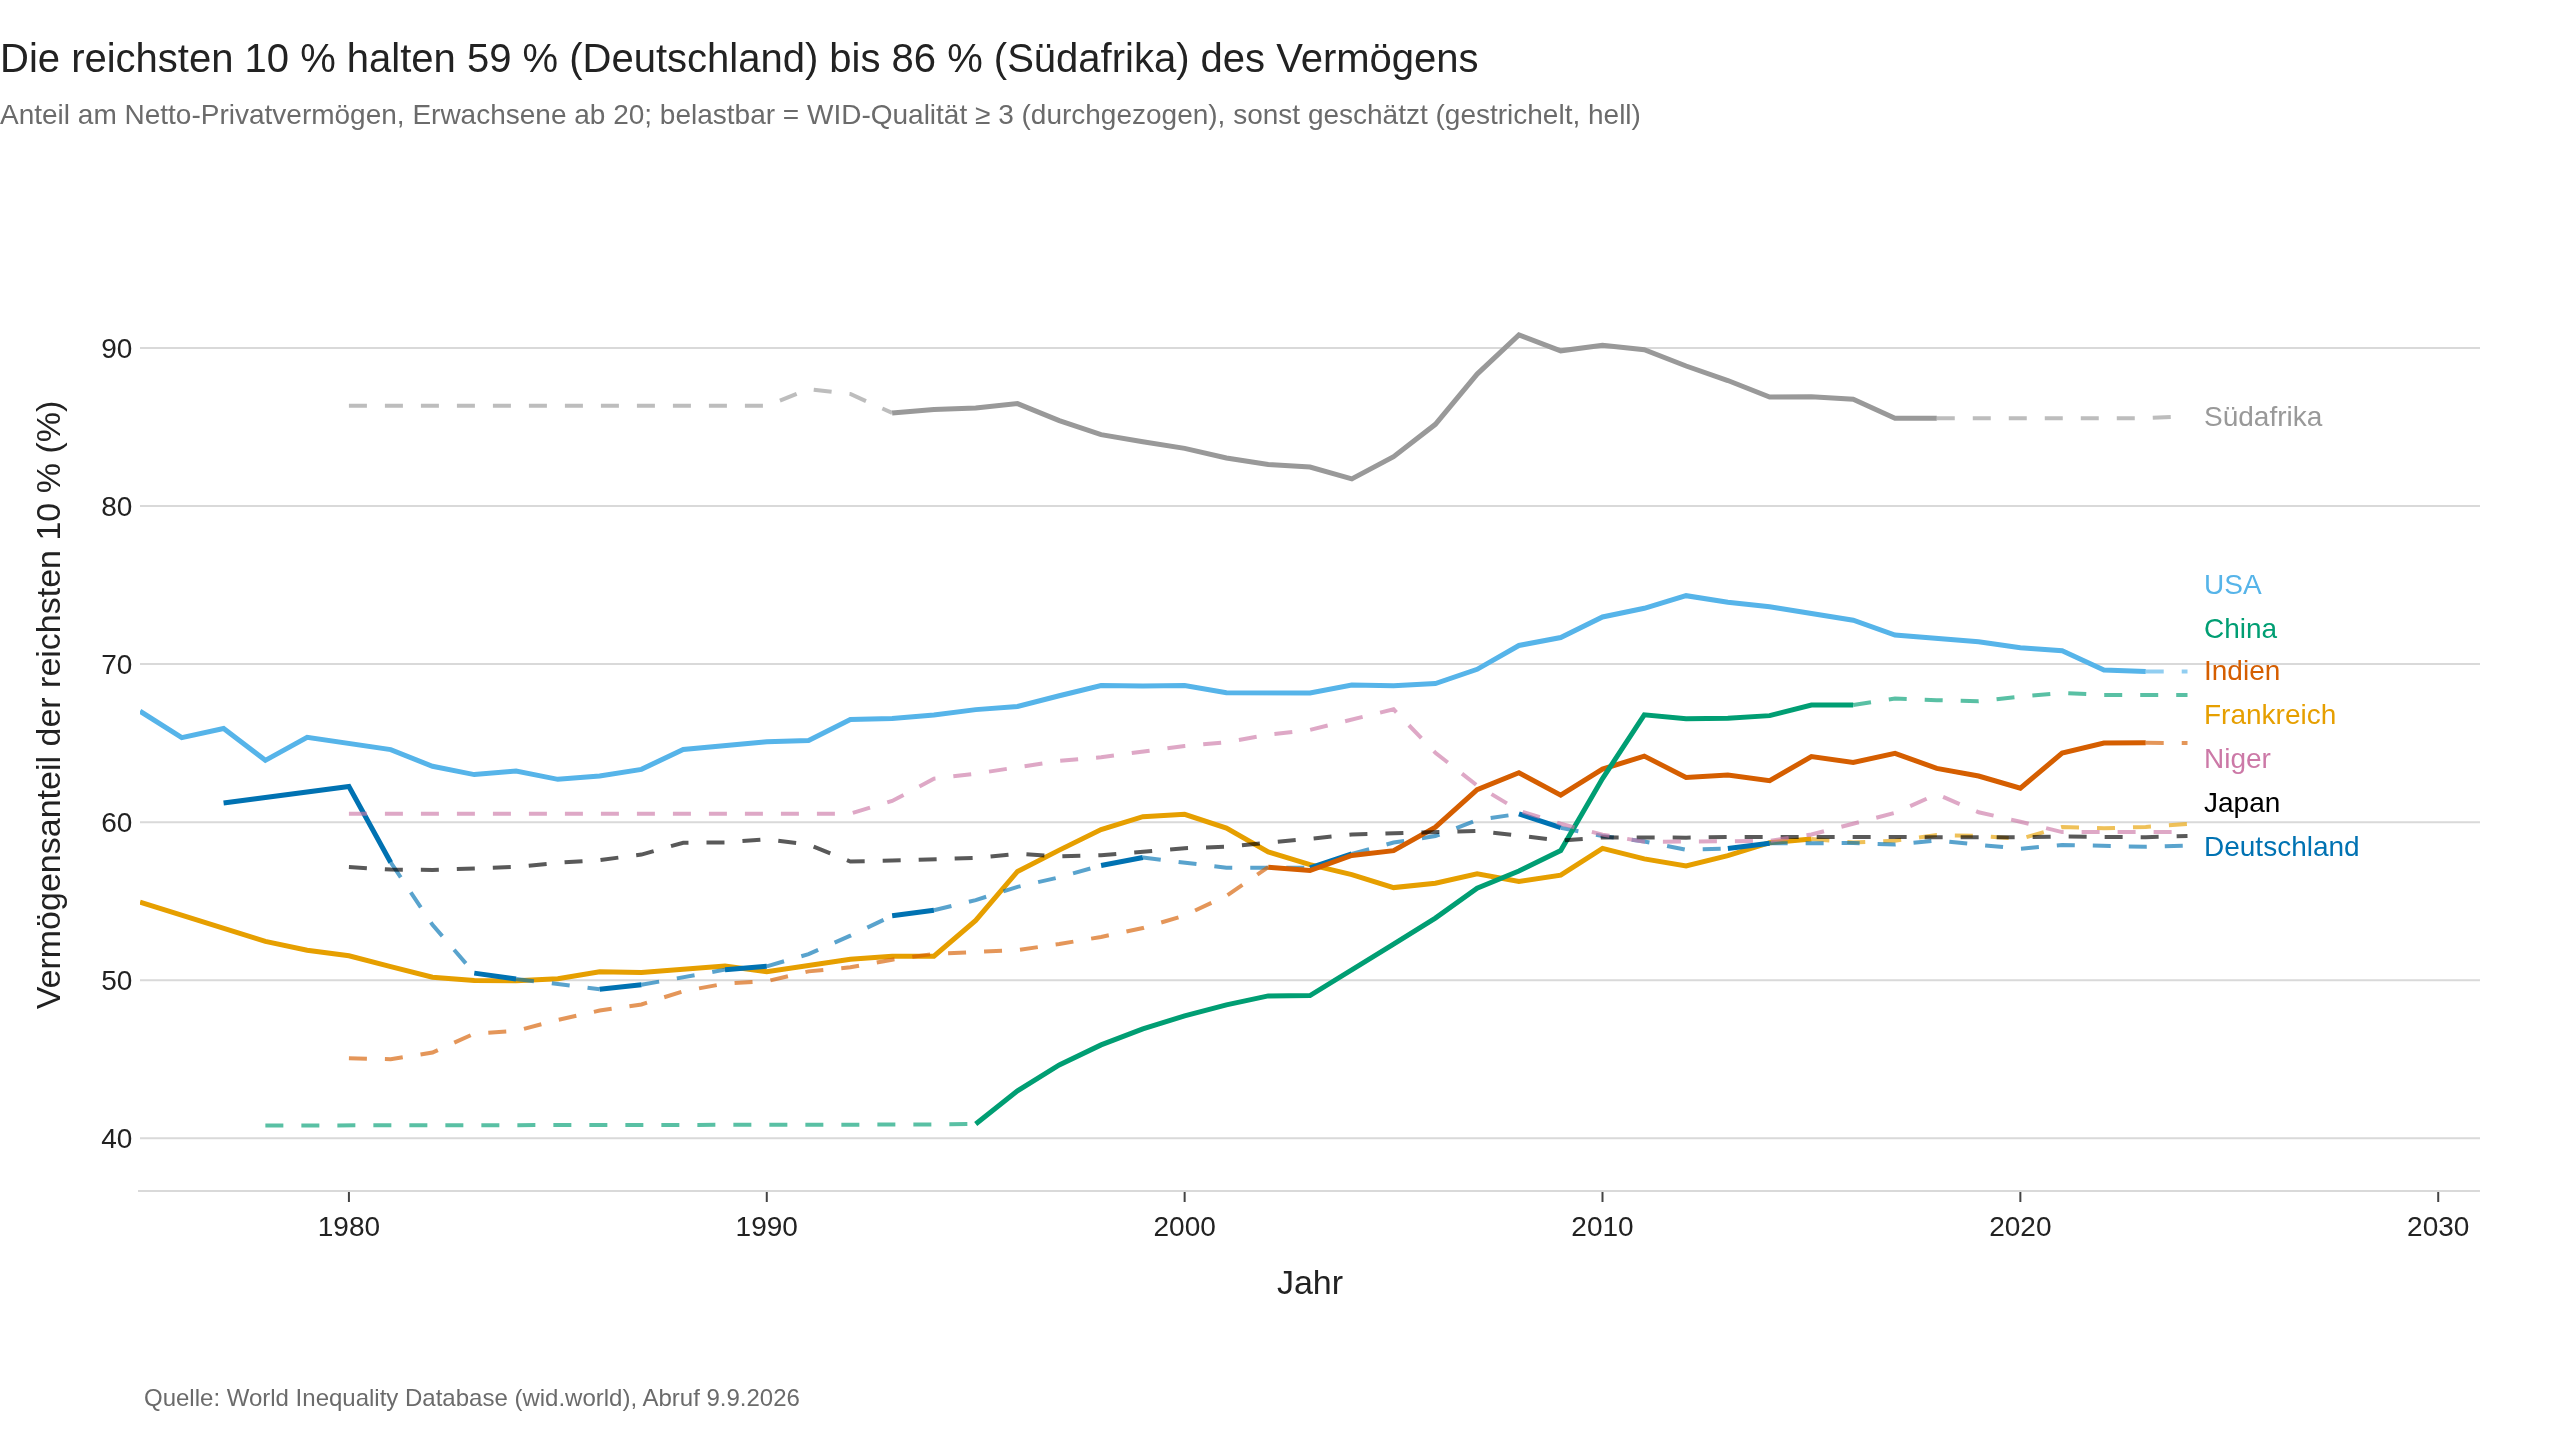 Die reichsten 10 % halten 59 % (Deutschland) bis 86 % (Südafrika) des Vermögens
Anteil am Netto-Privatvermögen, Erwachsene ab 20; belastbar = WID-Qualität ≥ 3 (durchgezogen), sonst geschätzt (gestrichelt, hell)
Vermögensanteil der reichsten 10 % (%)
90
80
70
60
50
40
Südafrika
USA
China
Indien
Frankreich
Niger
Japan
Deutschland
1980
1990
2000
2010
2020
2030
Jahr
Quelle: World Inequality Database (wid.world), Abruf 9.9.2026